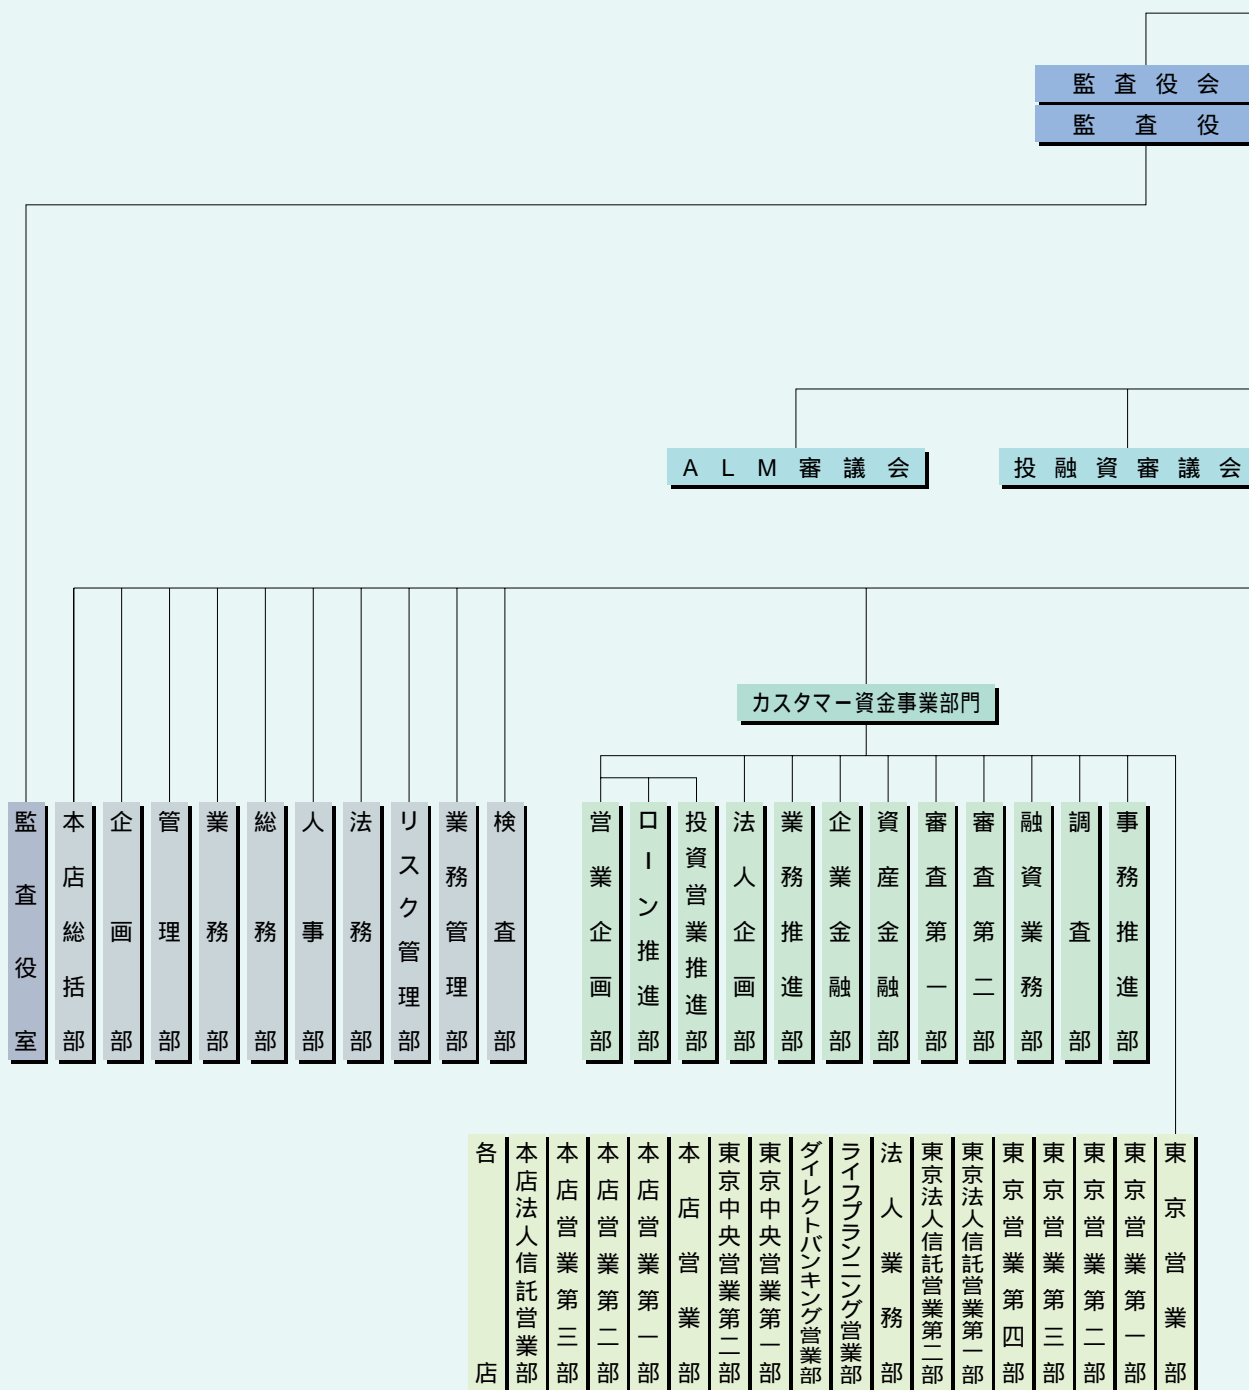 監査役会
監査役
ALM審議会
投融資審議会
カスタマー資金事業部門
監査役室
本店総括部
企画部
管理部
業務部
総務部
人事部
法務部
リスク管理部
業務管理部
検査部
営業企画部
ローン推進部
投資営業推進部
法人企画部
業務推進部
企業金融部
資産金融部
審査第一部
審査第二部
融資業務部
調査部
事務推進部
各店
本店法人信託営業部
本店営業第三部
本店営業第二部
本店営業第一部
本店営業部
東京中央営業第二部
東京中央営業第一部
ダイレクトバンキング営業部
ライフプランニング営業部
法人業務部
東京法人信託営業第二部
東京法人信託営業第一部
東京営業第四部
東京営業第三部
東京営業第二部
東京営業第一部
東京営業部